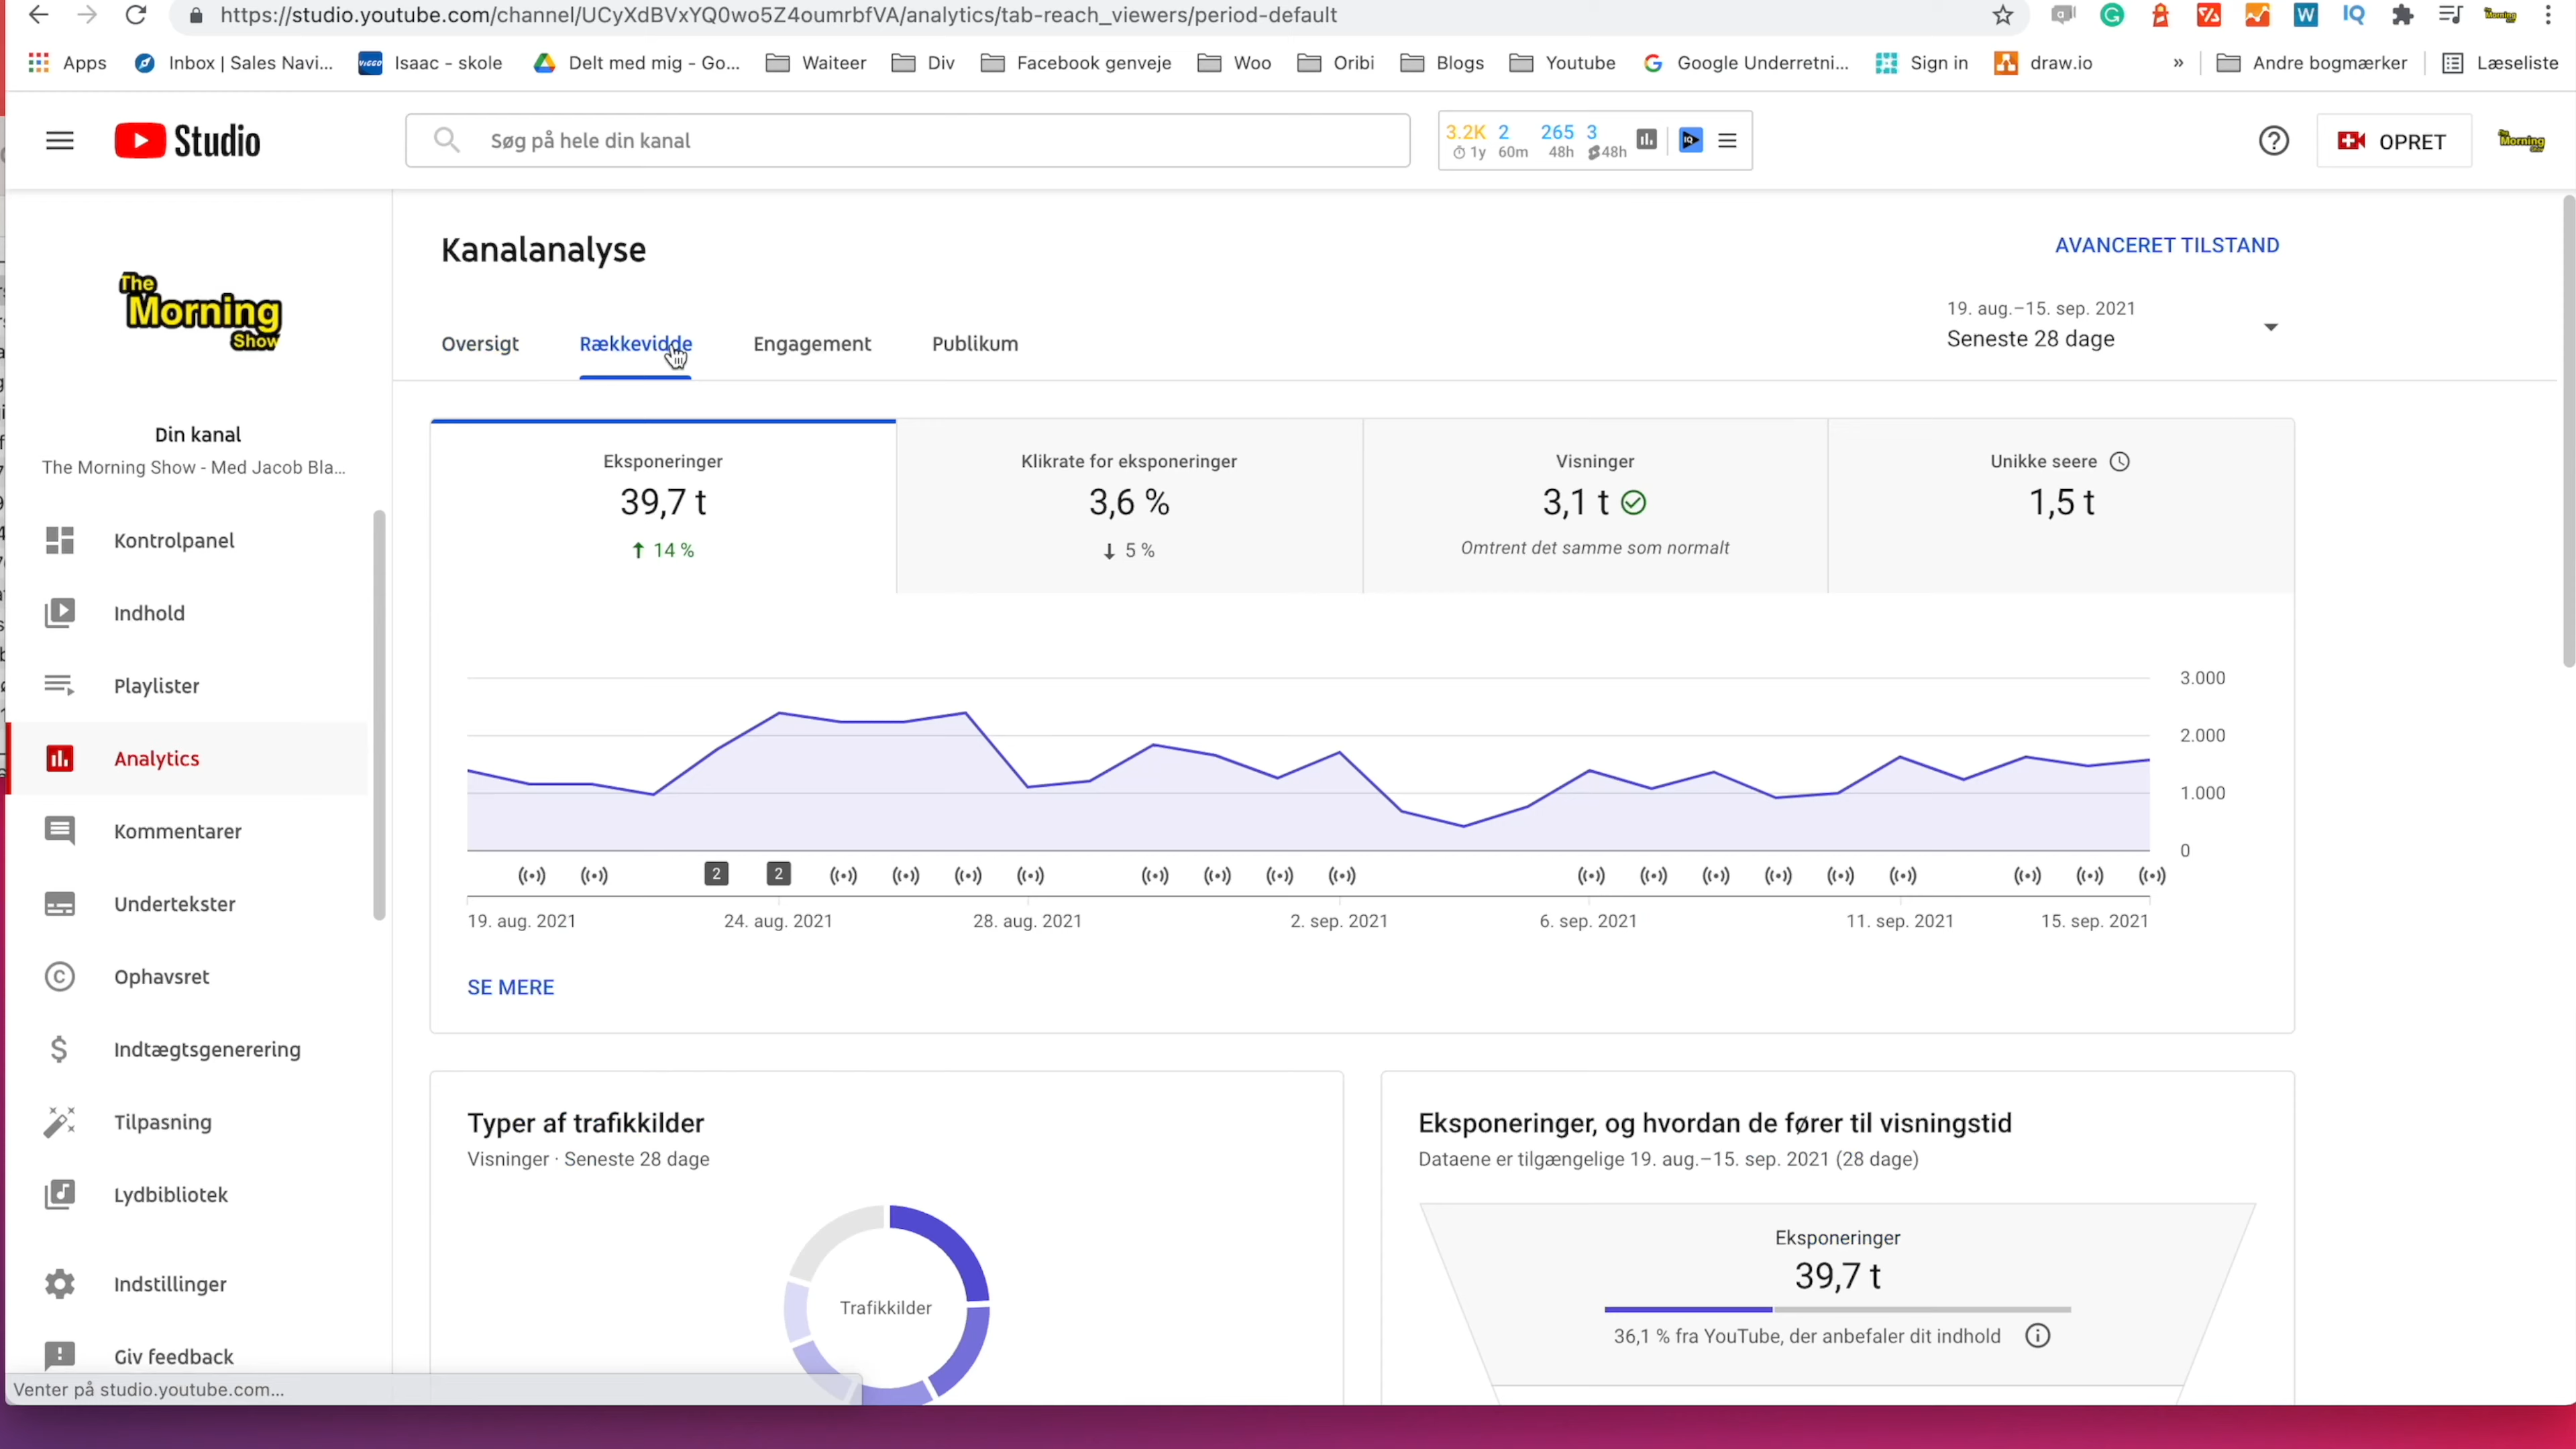 https://studio.youtube.com/channel/UCyXdBVxYQ0wo5Z4oumrbfVA/analytics/tab-reach_viewers/period-default
Apps Inbox | Sales Navi... Isaac - skole Delt med mig - Go... Waiteer Div Facebook genveje Woo Oribi Blogs Youtube Google Underretni... Sign in draw.io » Andre bogmærker Læseliste
Studio
Søg på hele din kanal
3.2K 2 265 3
1y 60m 48h 48h
OPRET
The Morning Show
Din kanal
The Morning Show - Med Jacob Bla...
Kontrolpanel
Indhold
Playlister
Analytics
Kommentarer
Undertekster
Ophavsret
Indtægtsgenerering
Tilpasning
Lydbibliotek
Indstillinger
Giv feedback
Venter på studio.youtube.com...
Kanalanalyse
AVANCERET TILSTAND
Oversigt Rækkevidde Engagement Publikum
19. aug.–15. sep. 2021
Seneste 28 dage
Eksponeringer
39,7 t
14 %
Klikrate for eksponeringer
3,6 %
5 %
Visninger
3,1 t
Omtrent det samme som normalt
Unikke seere
1,5 t
3.000
2.000
1.000
0
2 2
19. aug. 2021 24. aug. 2021 28. aug. 2021 2. sep. 2021 6. sep. 2021 11. sep. 2021 15. sep. 2021
SE MERE
Typer af trafikkilder
Visninger · Seneste 28 dage
Trafikkilder
Eksponeringer, og hvordan de fører til visningstid
Dataene er tilgængelige 19. aug.–15. sep. 2021 (28 dage)
Eksponeringer
39,7 t
36,1 % fra YouTube, der anbefaler dit indhold